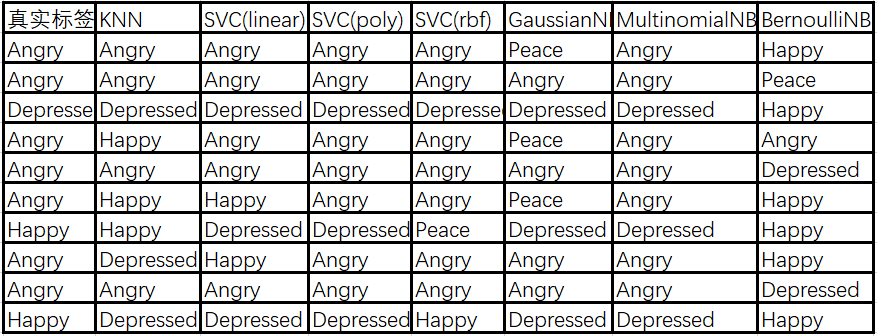 真实标签 KNN SVC(linear) SVC(poly) SVC(rbf) GaussianN MultinomialNB BernoulliNB
Angry Angry Angry Angry Angry Peace Angry Happy
Angry Angry Angry Angry Angry Angry Angry Peace
Depresse Depressed Depressed Depressed Depresse Depressed Depressed Happy
Angry Happy Angry Angry Angry Peace Angry Angry
Angry Angry Angry Angry Angry Angry Angry Depressed
Angry Happy Happy Angry Angry Peace Angry Happy
Happy Happy Depressed Depressed Peace Depressed Depressed Happy
Angry Depressed Happy Angry Angry Angry Angry Happy
Angry Angry Angry Angry Angry Angry Angry Depressed
Happy Depressed Depressed Depressed Happy Depressed Depressed Happy